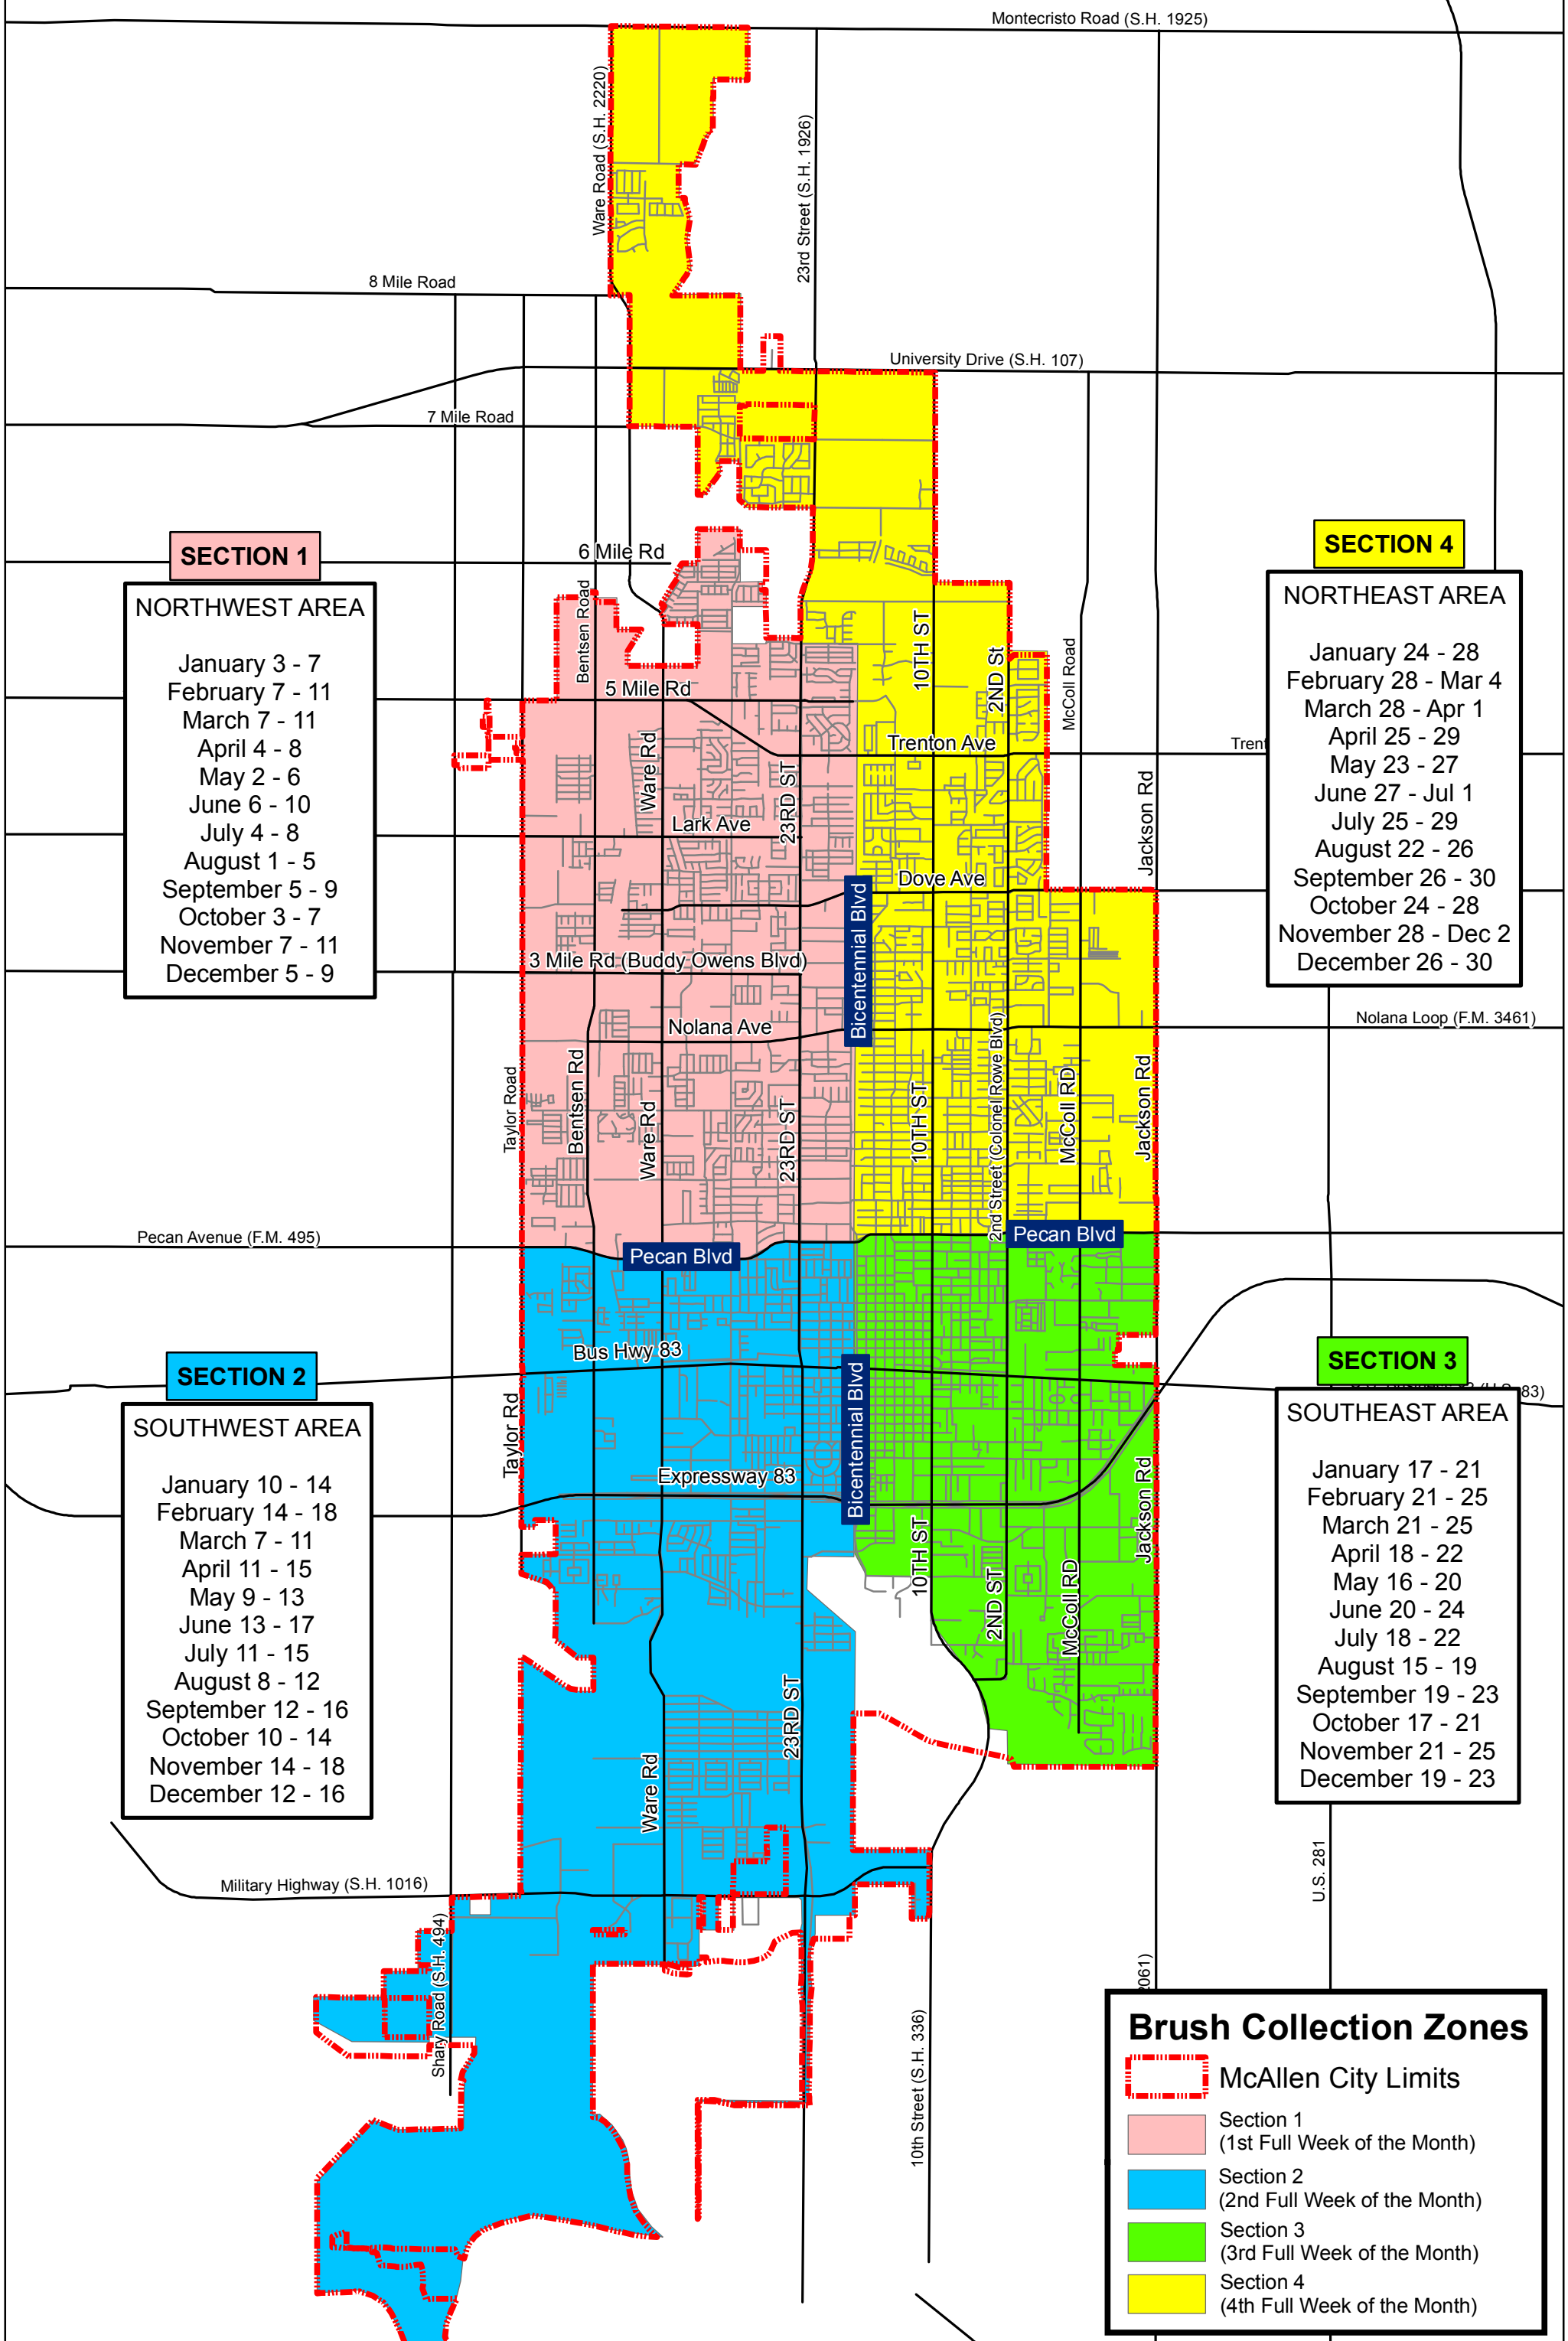 Montecristo Road (S.H. 1925)
Ware Road (S.H. 2220)
23rd Street (S.H. 1926)
8 Mile Road
University Drive (S.H. 107)
7 Mile Road
6 Mile Rd
SECTION 1
NORTHWEST AREA
January 3 - 7
February 7 - 11
March 7 - 11
April 4 - 8
May 2 - 6
June 6 - 10
July 4 - 8
August 1 - 5
September 5 - 9
October 3 - 7
November 7 - 11
December 5 - 9
SECTION 4
NORTHEAST AREA
January 24 - 28
February 28 - Mar 4
March 28 - Apr 1
April 25 - 29
May 23 - 27
June 27 - Jul 1
July 25 - 29
August 22 - 26
September 26 - 30
October 24 - 28
November 28 - Dec 2
December 26 - 30
Bentsen Road
10TH ST
2ND St
McColl Road
5 Mile Rd
Ware Rd
23RD ST
Trenton Ave
Trent
Jackson Rd
Lark Ave
Dove Ave
Bicentennial Blvd
3 Mile Rd (Buddy Owens Blvd)
Nolana Ave
Nolana Loop (F.M. 3461)
Taylor Road
Bentsen Rd
Ware Rd
23RD ST
10TH ST
2nd Street (Colonel Rowe Blvd)
McColl RD
Jackson Rd
Pecan Avenue (F.M. 495)
Pecan Blvd
Pecan Blvd
Bus Hwy 83
83)
SECTION 2
SOUTHWEST AREA
January 10 - 14
February 14 - 18
March 7 - 11
April 11 - 15
May 9 - 13
June 13 - 17
July 11 - 15
August 8 - 12
September 12 - 16
October 10 - 14
November 14 - 18
December 12 - 16
SECTION 3
SOUTHEAST AREA
January 17 - 21
February 21 - 25
March 21 - 25
April 18 - 22
May 16 - 20
June 20 - 24
July 18 - 22
August 15 - 19
September 19 - 23
October 17 - 21
November 21 - 25
December 19 - 23
Taylor Rd
Bicentennial Blvd
Expressway 83
Jackson Rd
10TH ST
2ND ST
McColl RD
23RD ST
Ware Rd
Military Highway (S.H. 1016)
U.S. 281
Shary Road (S.H. 494)
10th Street (S.H. 336)
2061)
Brush Collection Zones
McAllen City Limits
Section 1
(1st Full Week of the Month)
Section 2
(2nd Full Week of the Month)
Section 3
(3rd Full Week of the Month)
Section 4
(4th Full Week of the Month)